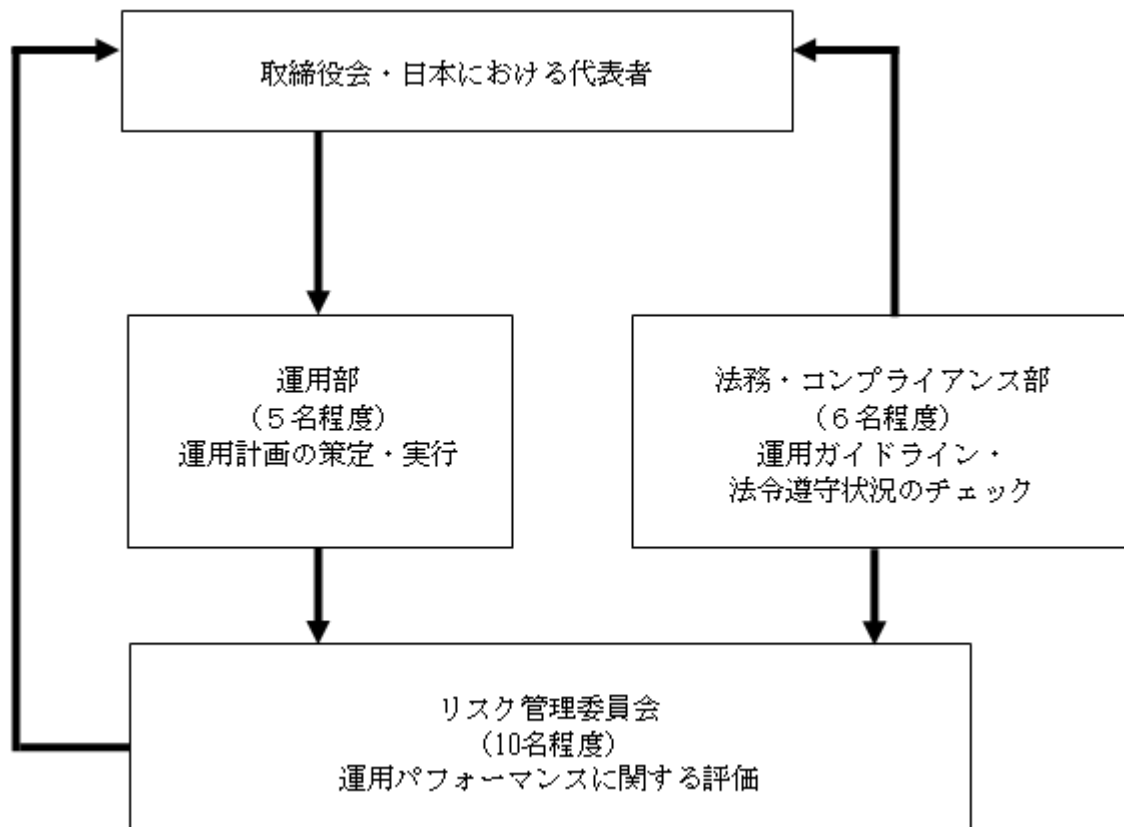 取締役会・日本における代表者
運用部
(５名程度)
運用計画の策定・実行
法務・コンプライアンス部
(６名程度)
運用ガイドライン・
法令遵守状況のチェック
リスク管理委員会
(10名程度)
運用パフォーマンスに関する評価